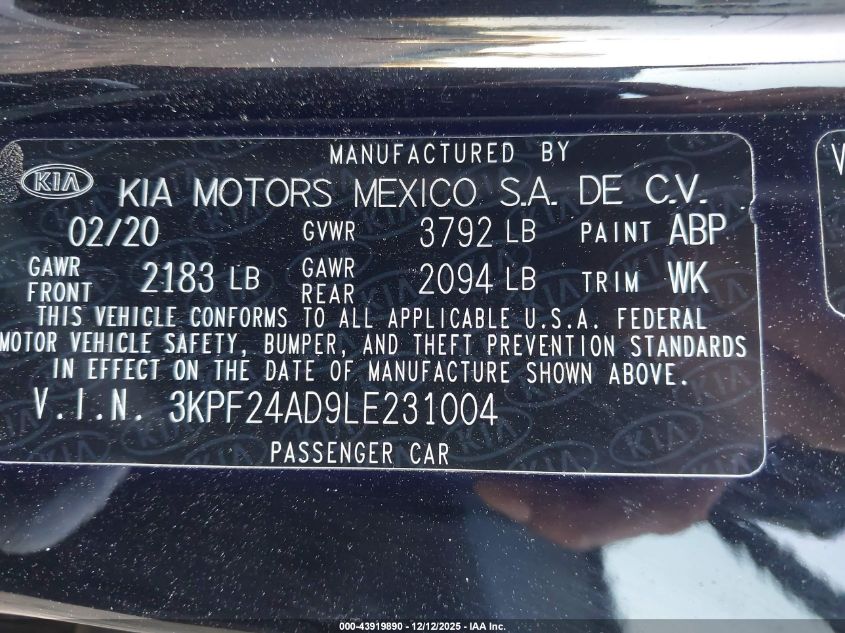 MANUFACTURED BY
KIA KIA MOTORS MEXICO S.A. DE C.V.
02/20 GVWR 3792 LB PAINT ABP
GAWR FRONT 2183 LB GAWR REAR 2094 LB TRIM WK
THIS VEHICLE CONFORMS TO ALL APPLICABLE U.S.A. FEDERAL
MOTOR VEHICLE SAFETY, BUMPER, AND THEFT PREVENTION STANDARDS
IN EFFECT ON THE DATE OF MANUFACTURE SHOWN ABOVE.
V.I.N. 3KPF24AD9LE231004
PASSENGER CAR
V
000-43919890 - 12/12/2025 - IAA Inc.